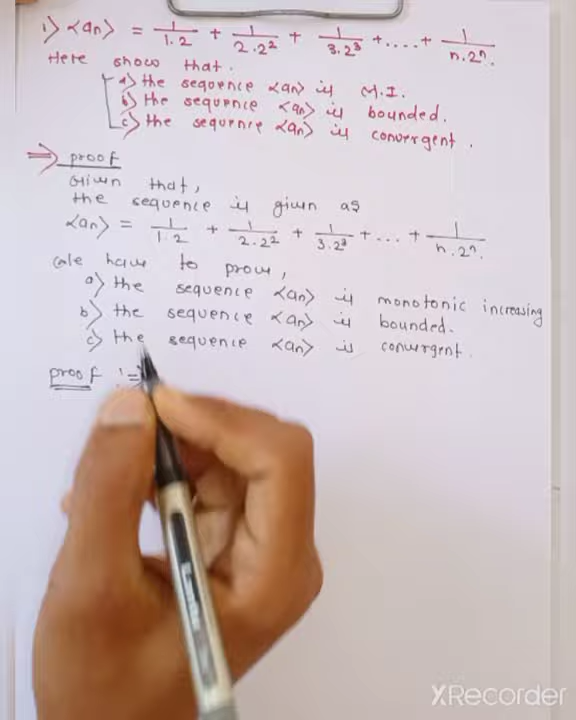 i) <an> = 1/1.2 + 1/2.2² + 1/3.2³ + .... + 1/n.2ⁿ.
Here show that.
a) the sequence <an> is M.I.
b) the sequence <an> is bounded.
c) the sequence <an> is convergent.
⇒ proof
Given that,
the sequence is given as
<an> = 1/1.2 + 1/2.2² + 1/3.2³ + ... + 1/n.2ⁿ.
we have to prove,
a) the sequence <an> is monotonic increasing
b) the sequence <an> is bounded.
c) the sequence <an> is convergent.
proof :=
XRecorder